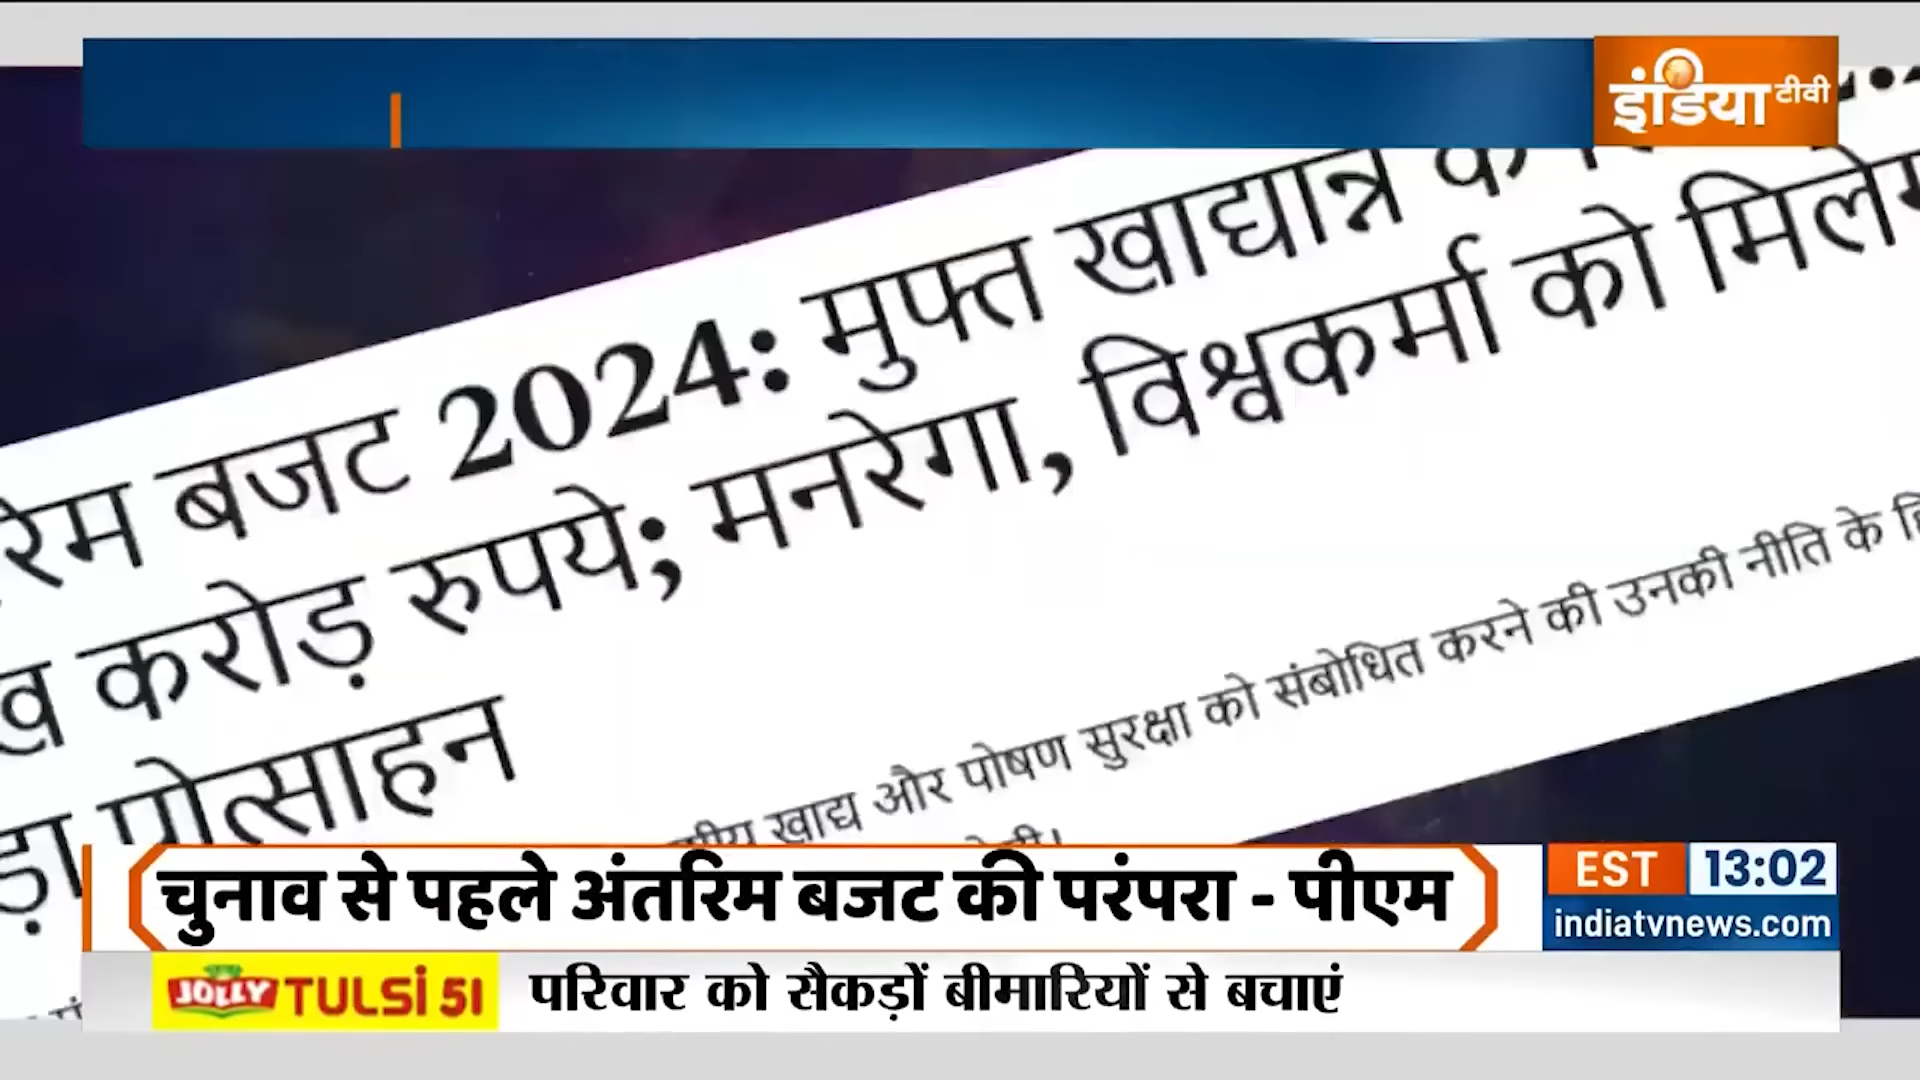 इंडिया टीवी
बजट 2024: मुफ्त खाद्यान्न
करोड़ रुपये; मनरेगा, विश्वकर्मा को
प्रोत्साहन
खाद्य और पोषण सुरक्षा को संबोधित करने की उनकी नीति के
चुनाव से पहले अंतरिम बजट की परंपरा - पीएम
EST 13:02
indiatvnews.com
JOLLY TULSI 51 परिवार को सैकड़ों बीमारियों से बचाएं